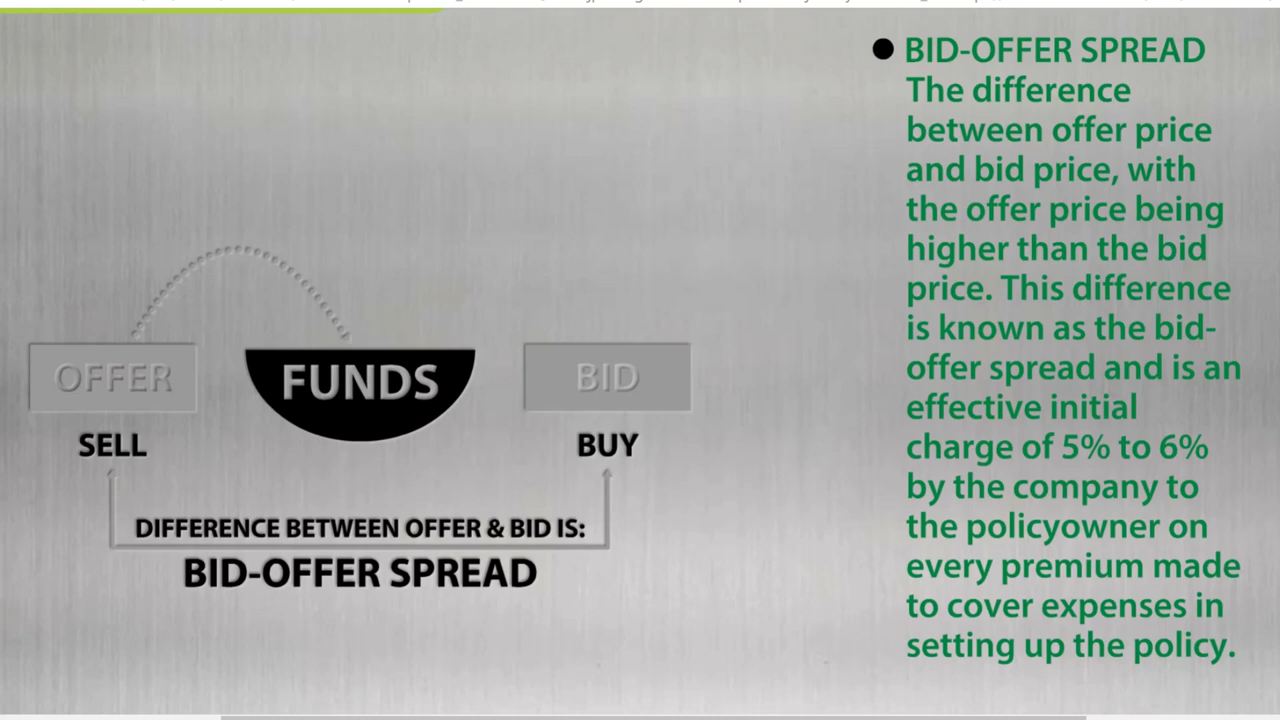 BID-OFFER SPREAD
The difference
between offer price
and bid price, with
the offer price being
higher than the bid
price. This difference
is known as the bid-
offer spread and is an
effective initial
charge of 5% to 6%
by the company to
the policyowner on
every premium made
to cover expenses in
setting up the policy.
OFFER
FUNDS
BID
SELL
BUY
DIFFERENCE BETWEEN OFFER & BID IS:
BID-OFFER SPREAD